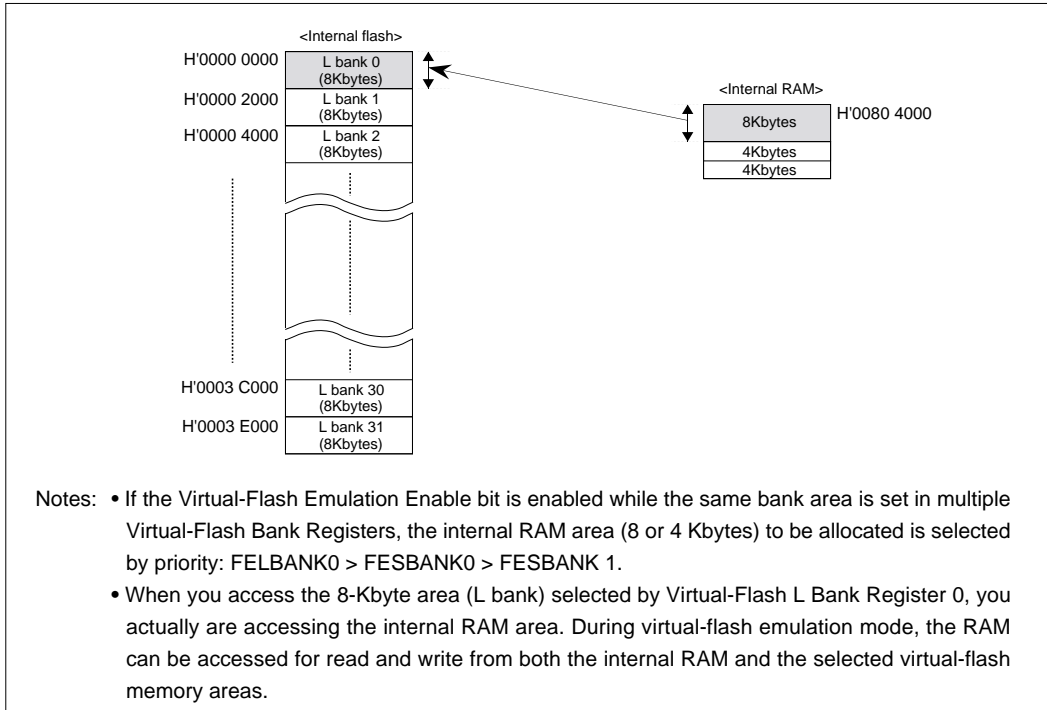 <Internal flash>
H'0000 0000
L bank 0
(8Kbytes)
H'0000 2000
L bank 1
(8Kbytes)
H'0000 4000
L bank 2
(8Kbytes)
<Internal RAM>
8Kbytes
H'0080 4000
4Kbytes
4Kbytes
H'0003 C000
L bank 30
(8Kbytes)
H'0003 E000
L bank 31
(8Kbytes)
Notes: • If the Virtual-Flash Emulation Enable bit is enabled while the same bank area is set in multiple
Virtual-Flash Bank Registers, the internal RAM area (8 or 4 Kbytes) to be allocated is selected
by priority: FELBANK0 > FESBANK0 > FESBANK 1.
• When you access the 8-Kbyte area (L bank) selected by Virtual-Flash L Bank Register 0, you
actually are accessing the internal RAM area. During virtual-flash emulation mode, the RAM
can be accessed for read and write from both the internal RAM and the selected virtual-flash
memory areas.